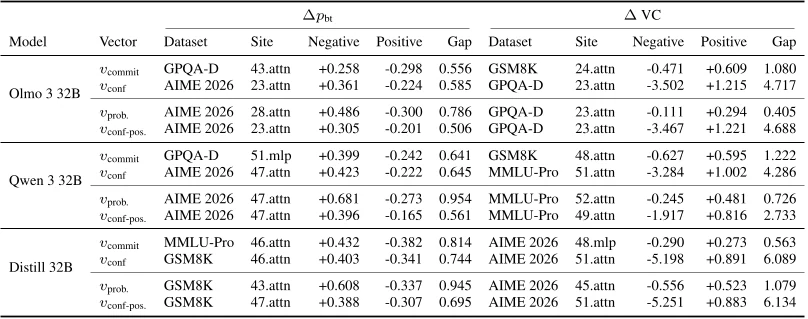 Δp_bt Δ VC
Model Vector Dataset Site Negative Positive Gap Dataset Site Negative Positive Gap
Olmo 3 32B
v_commit GPQA-D 43.attn +0.258 -0.298 0.556 GSM8K 24.attn -0.471 +0.609 1.080
v_conf AIME 2026 23.attn +0.361 -0.224 0.585 GPQA-D 23.attn -3.502 +1.215 4.717
v_prob. AIME 2026 28.attn +0.486 -0.300 0.786 GPQA-D 23.attn -0.111 +0.294 0.405
v_conf-pos. AIME 2026 23.attn +0.305 -0.201 0.506 GPQA-D 23.attn -3.467 +1.221 4.688
Qwen 3 32B
v_commit GPQA-D 51.mlp +0.399 -0.242 0.641 GSM8K 48.attn -0.627 +0.595 1.222
v_conf AIME 2026 47.attn +0.423 -0.222 0.645 MMLU-Pro 51.attn -3.284 +1.002 4.286
v_prob. AIME 2026 47.attn +0.681 -0.273 0.954 MMLU-Pro 52.attn -0.245 +0.481 0.726
v_conf-pos. AIME 2026 47.attn +0.396 -0.165 0.561 MMLU-Pro 49.attn -1.917 +0.816 2.733
Distill 32B
v_commit MMLU-Pro 46.attn +0.432 -0.382 0.814 AIME 2026 48.mlp -0.290 +0.273 0.563
v_conf GSM8K 46.attn +0.403 -0.341 0.744 AIME 2026 51.attn -5.198 +0.891 6.089
v_prob. GSM8K 43.attn +0.608 -0.337 0.945 AIME 2026 45.attn -0.556 +0.523 1.079
v_conf-pos. GSM8K 47.attn +0.388 -0.307 0.695 AIME 2026 51.attn -5.251 +0.883 6.134